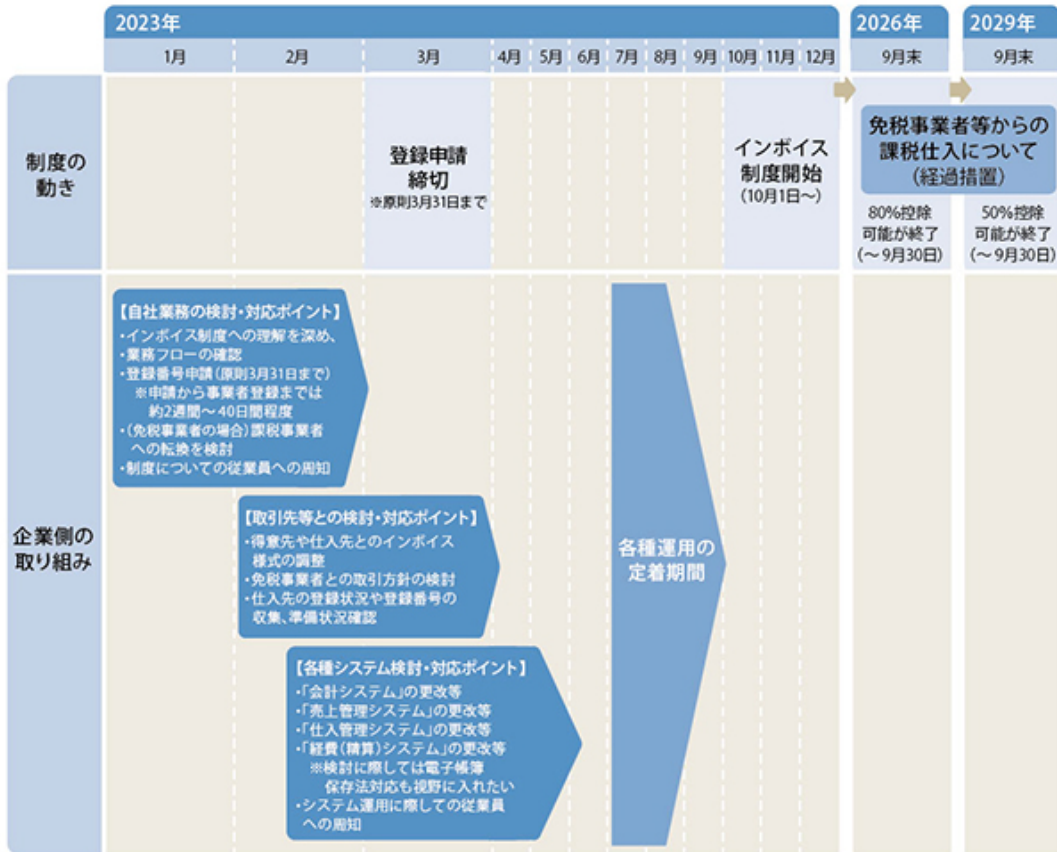 2023年
2026年
2029年
1月
2月
3月
4月
5月
6月
7月
8月
9月
10月
11月
12月
9月末
9月末
制度の
動き
登録申請
締切
※原則3月31日まで
インボイス
制度開始
(10月1日~)
免税事業者等からの
課税仕入について
(経過措置)
80%控除
可能が終了
(~9月30日)
50%控除
可能が終了
(~9月30日)
企業側の
取り組み
【自社業務の検討・対応ポイント】
・インボイス制度への理解を深め、
・業務フローの確認
・登録番号申請(原則3月31日まで)
※申請から事業者登録までは
約2週間~40日間程度
・(免税事業者の場合)課税事業者
への転換を検討
・制度についての従業員への周知
【取引先等との検討・対応ポイント】
・得意先や仕入先とのインボイス
様式の調整
・免税事業者との取引方針の検討
・仕入先の登録状況や登録番号の
収集、準備状況確認
【各種システム検討・対応ポイント】
・「会計システム」の更改等
・「売上管理システム」の更改等
・「仕入管理システム」の更改等
・「経費(精算)システム」の更改等
※検討に際しては電子帳簿
保存法対応も視野に入れたい
・システム運用に際しての従業員
への周知
各種運用の
定着期間